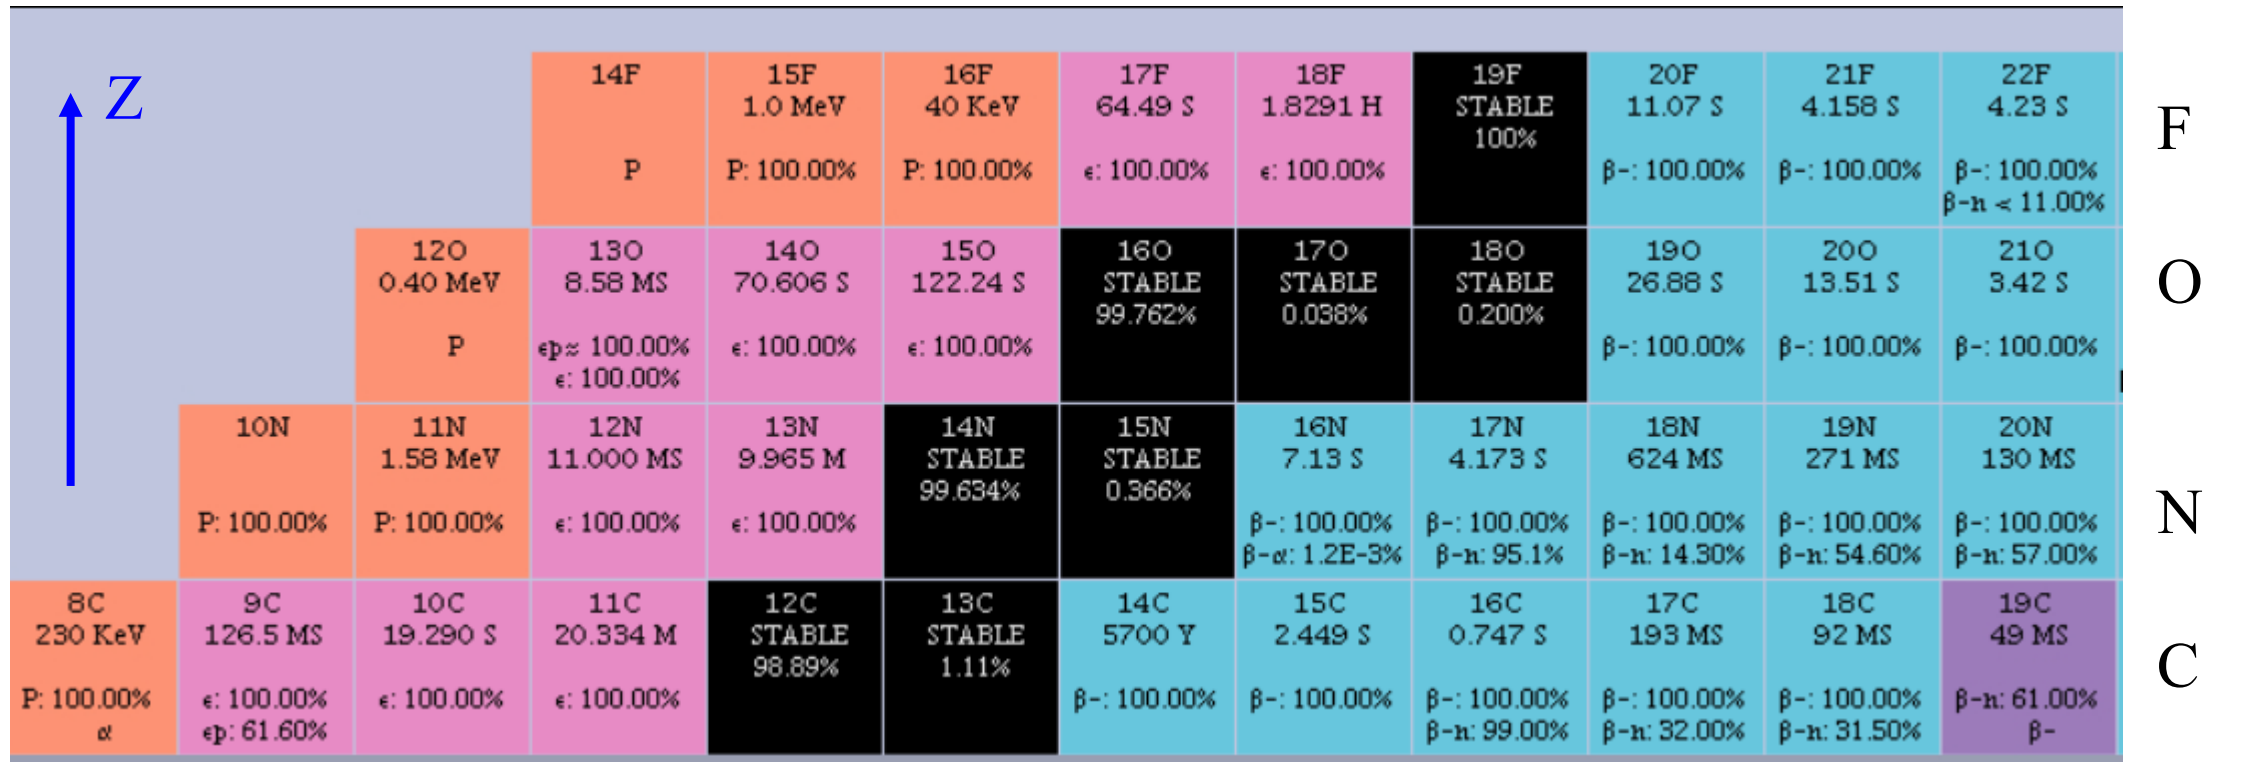 Z
14F
P
15F
1.0 MeV
P: 100.00%
16F
40 KeV
P: 100.00%
17F
64.49 S
ϵ: 100.00%
18F
1.8291 H
ϵ: 100.00%
19F
STABLE
100%
20F
11.07 S
β-: 100.00%
21F
4.158 S
β-: 100.00%
22F
4.23 S
β-: 100.00%
β-n < 11.00%
F
12O
0.40 MeV
P
13O
8.58 MS
ϵp≈ 100.00%
ϵ: 100.00%
14O
70.606 S
ϵ: 100.00%
15O
122.24 S
ϵ: 100.00%
16O
STABLE
99.762%
17O
STABLE
0.038%
18O
STABLE
0.200%
19O
26.88 S
β-: 100.00%
20O
13.51 S
β-: 100.00%
21O
3.42 S
β-: 100.00%
O
10N
P: 100.00%
11N
1.58 MeV
P: 100.00%
12N
11.000 MS
ϵ: 100.00%
13N
9.965 M
ϵ: 100.00%
14N
STABLE
99.634%
15N
STABLE
0.366%
16N
7.13 S
β-: 100.00%
β-α: 1.2E-3%
17N
4.173 S
β-: 100.00%
β-n: 95.1%
18N
624 MS
β-: 100.00%
β-n: 14.30%
19N
271 MS
β-: 100.00%
β-n: 54.60%
20N
130 MS
β-: 100.00%
β-n: 57.00%
N
8C
230 KeV
P: 100.00%
α
9C
126.5 MS
ϵ: 100.00%
ϵp: 61.60%
10C
19.290 S
ϵ: 100.00%
11C
20.334 M
ϵ: 100.00%
12C
STABLE
98.89%
13C
STABLE
1.11%
14C
5700 Y
β-: 100.00%
15C
2.449 S
β-: 100.00%
16C
0.747 S
β-: 100.00%
β-n: 99.00%
17C
193 MS
β-: 100.00%
β-n: 32.00%
18C
92 MS
β-: 100.00%
β-n: 31.50%
19C
49 MS
β-n: 61.00%
β-
C